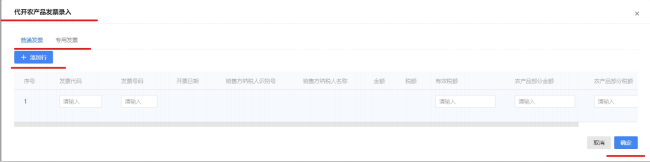 代开农产品发票录入
普通发票 专用发票
+ 增加行
序号 发票代码 发票号码 开票日期 销售方纳税人识别号 销售方纳税人名称 金额 税额 有效税额 农产品部分金额 农产品部分税额
1 请输入 请输入 请输入 请输入 请输入
取消 确定